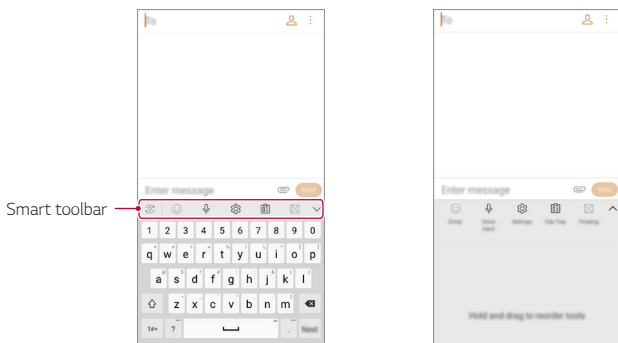 To
To
Enter message Send
Enter message
Smart toolbar
1 2 3 4 5 6 7 8 9 0
q w e r t y u i o p
a s d f g h j k l
z x c v b n m
1#+ ? . Next
Emoji Voice input Settings Clip Tray Floating
Hold and drag to reorder tools